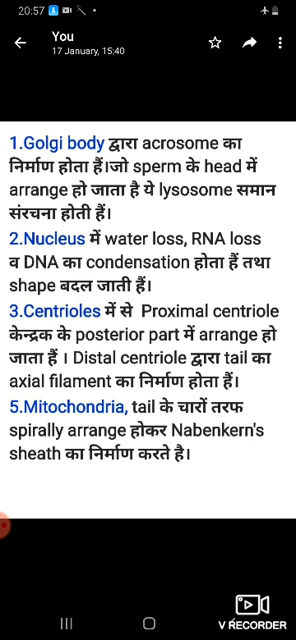 20:57
You
17 January, 15:40
1.Golgi body द्वारा acrosome का
निर्माण होता हैं।जो sperm के head में
arrange हो जाता है ये lysosome समान
संरचना होती हैं।
2.Nucleus में water loss, RNA loss
व DNA का condensation होता हैं तथा
shape बदल जाती हैं।
3.Centrioles में से Proximal centriole
केन्द्रक के posterior part में arrange हो
जाता हैं । Distal centriole द्वारा tail का
axial filament का निर्माण होता हैं।
5.Mitochondria, tail के चारों तरफ
spirally arrange होकर Nabenkern's
sheath का निर्माण करते है।
V RECORDER